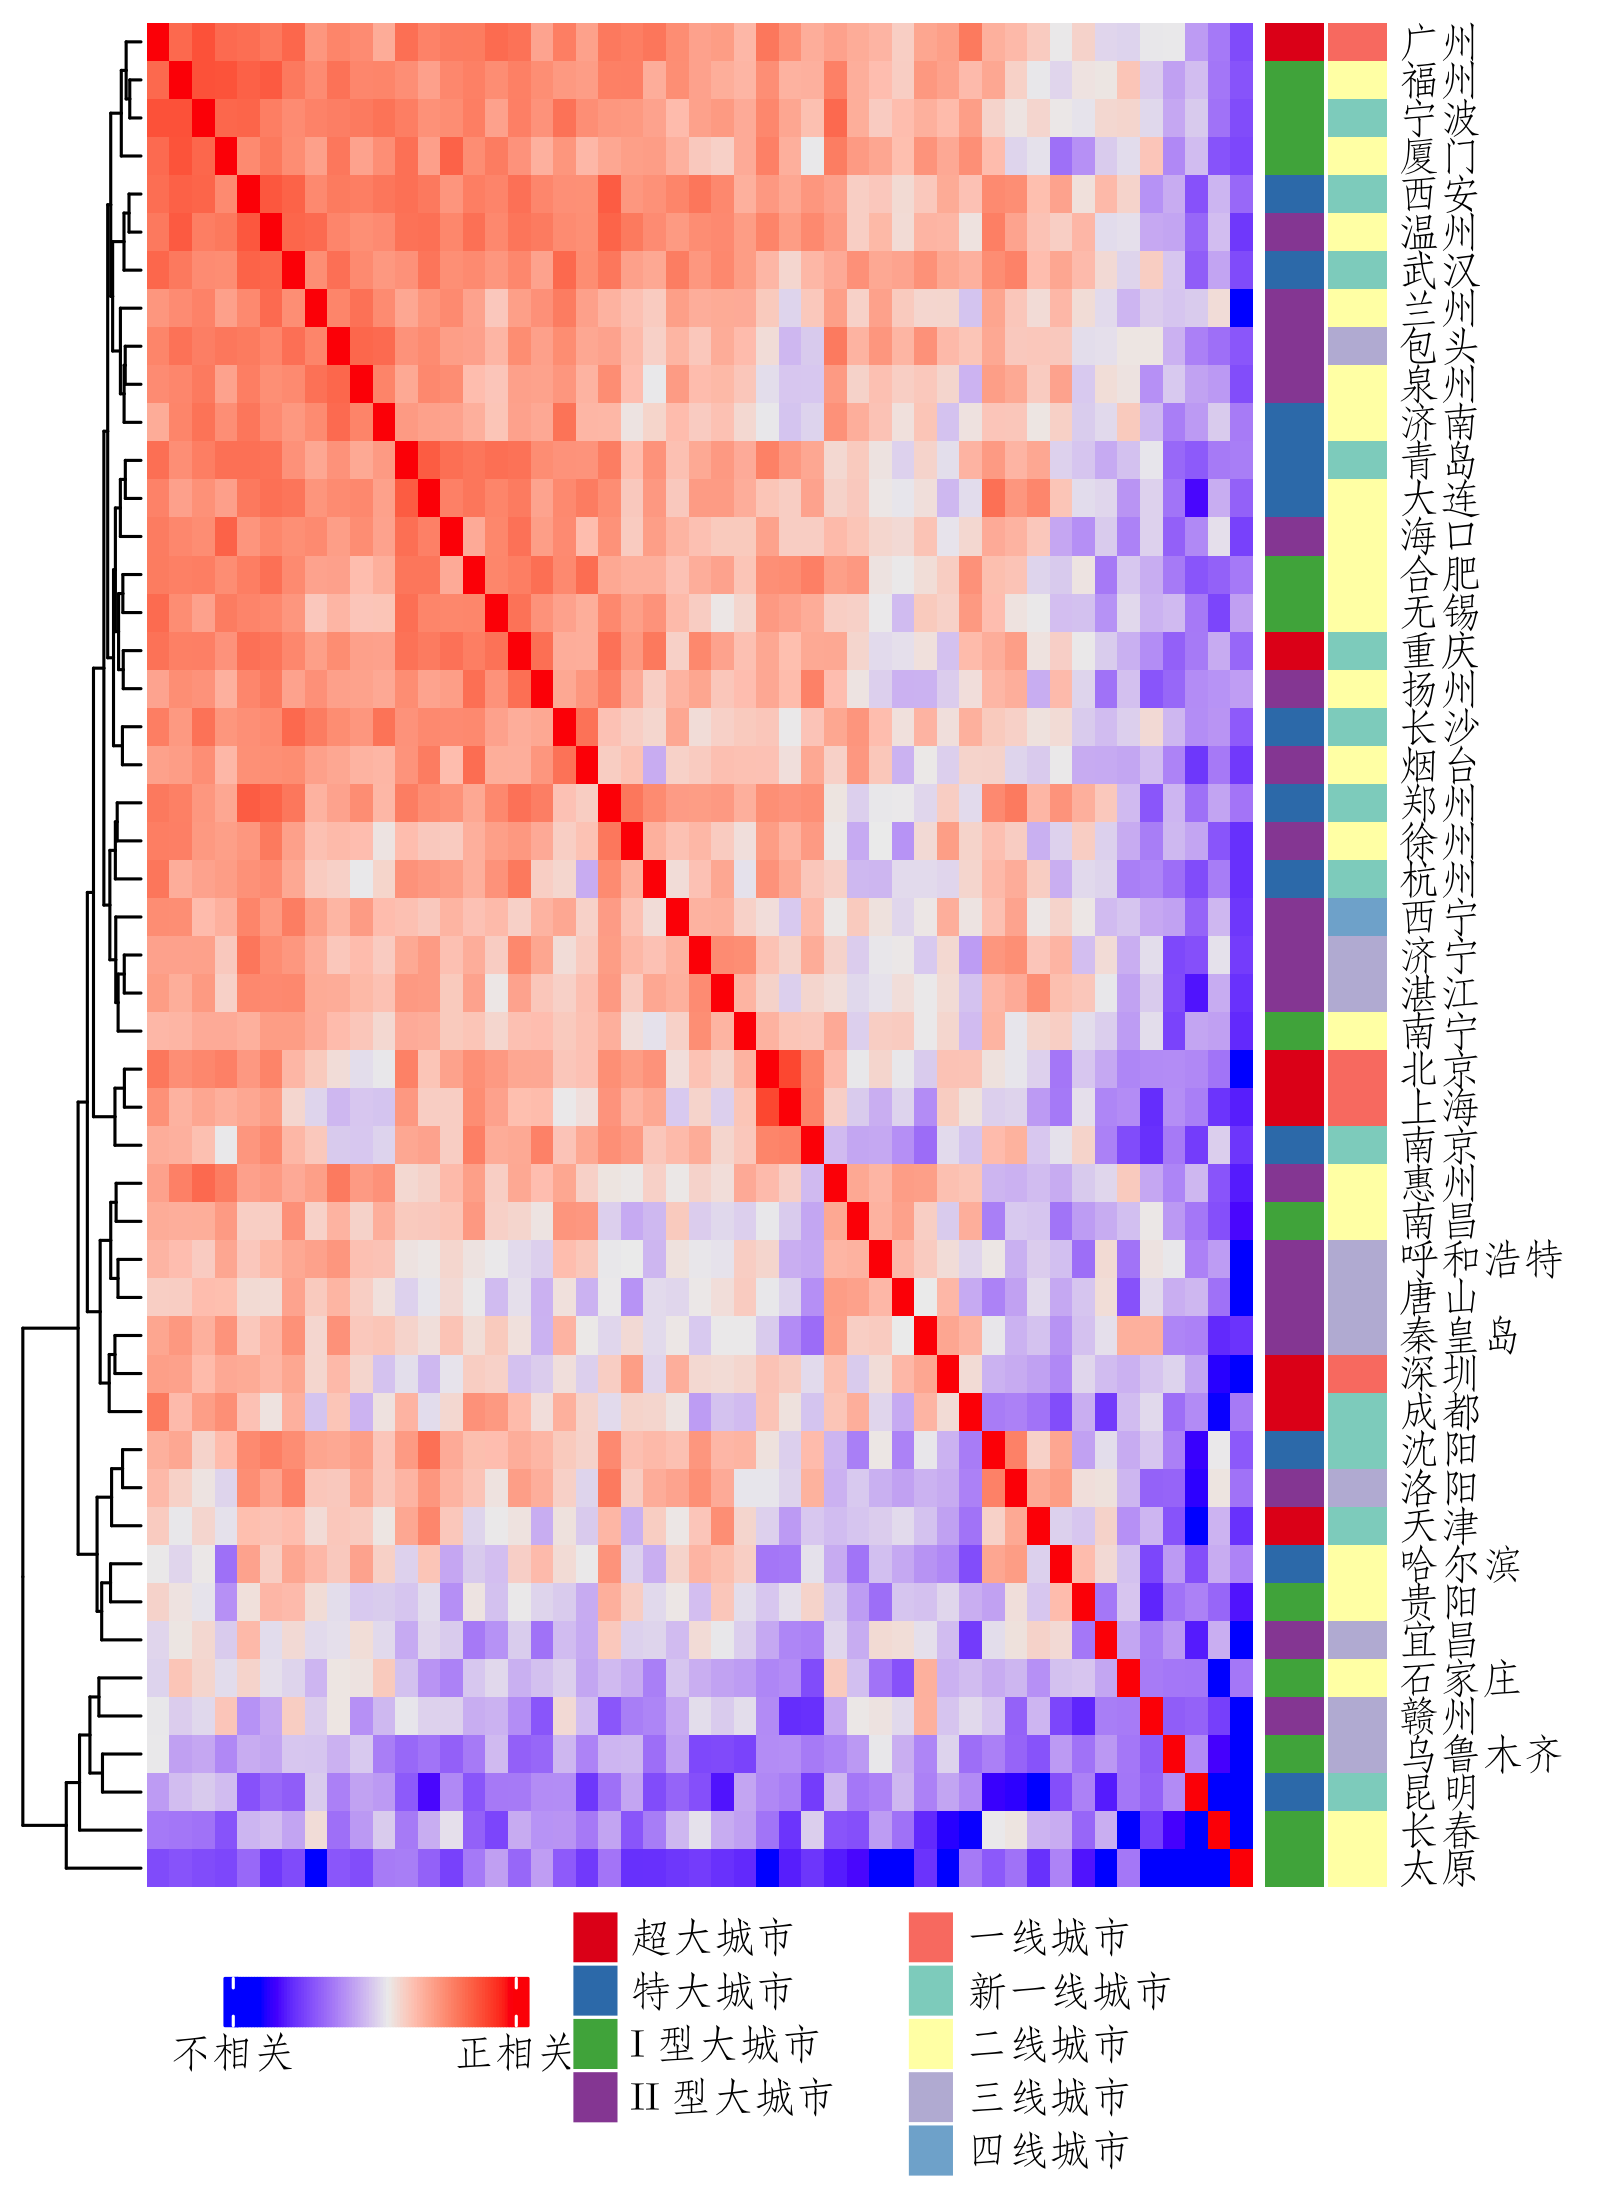 广州
福州
宁波
厦门
西安
温州
武汉
兰州
包头
泉州
济南
青岛
大连
海口
合肥
无锡
重庆
扬州
长沙
烟台
郑州
徐州
杭州
西宁
济宁
湛江
南宁
北京
上海
南京
惠州
南昌
呼和浩特
唐山
秦皇岛
深圳
成都
沈阳
洛阳
天津
哈尔滨
贵阳
宜昌
石家庄
赣州
乌鲁木齐
昆明
长春
太原
不相关
正相关
超大城市
特大城市
I 型大城市
II 型大城市
一线城市
新一线城市
二线城市
三线城市
四线城市